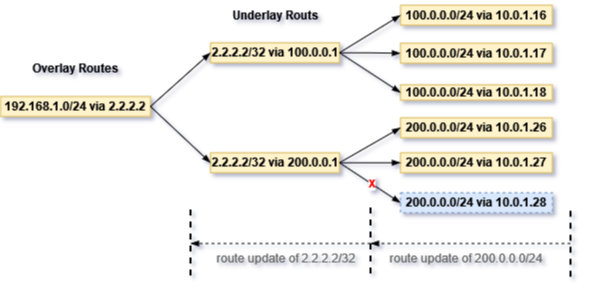 Underlay Routs
100.0.0.0/24 via 10.0.1.16
2.2.2.2/32 via 100.0.0.1
100.0.0.0/24 via 10.0.1.17
Overlay Routes
100.0.0.0/24 via 10.0.1.18
192.168.1.0/24 via 2.2.2.2
200.0.0.0/24 via 10.0.1.26
2.2.2.2/32 via 200.0.0.1
200.0.0.0/24 via 10.0.1.27
X
200.0.0.0/24 via 10.0.1.28
route update of 2.2.2.2/32
route update of 200.0.0.0/24